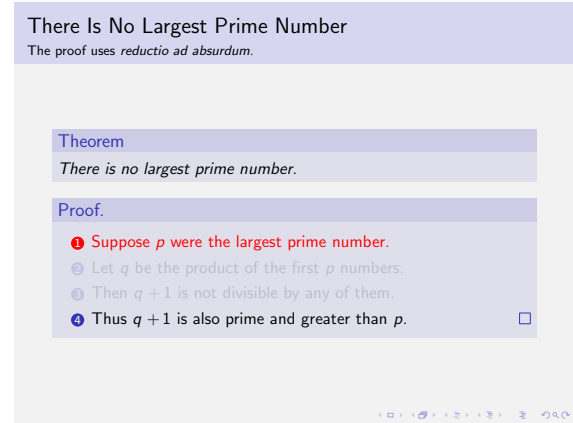 There Is No Largest Prime Number
The proof uses reductio ad absurdum.
Theorem
There is no largest prime number.
Proof.
1 Suppose p were the largest prime number.
2 Let q be the product of the first p numbers.
3 Then q + 1 is not divisible by any of them.
4 Thus q + 1 is also prime and greater than p. □